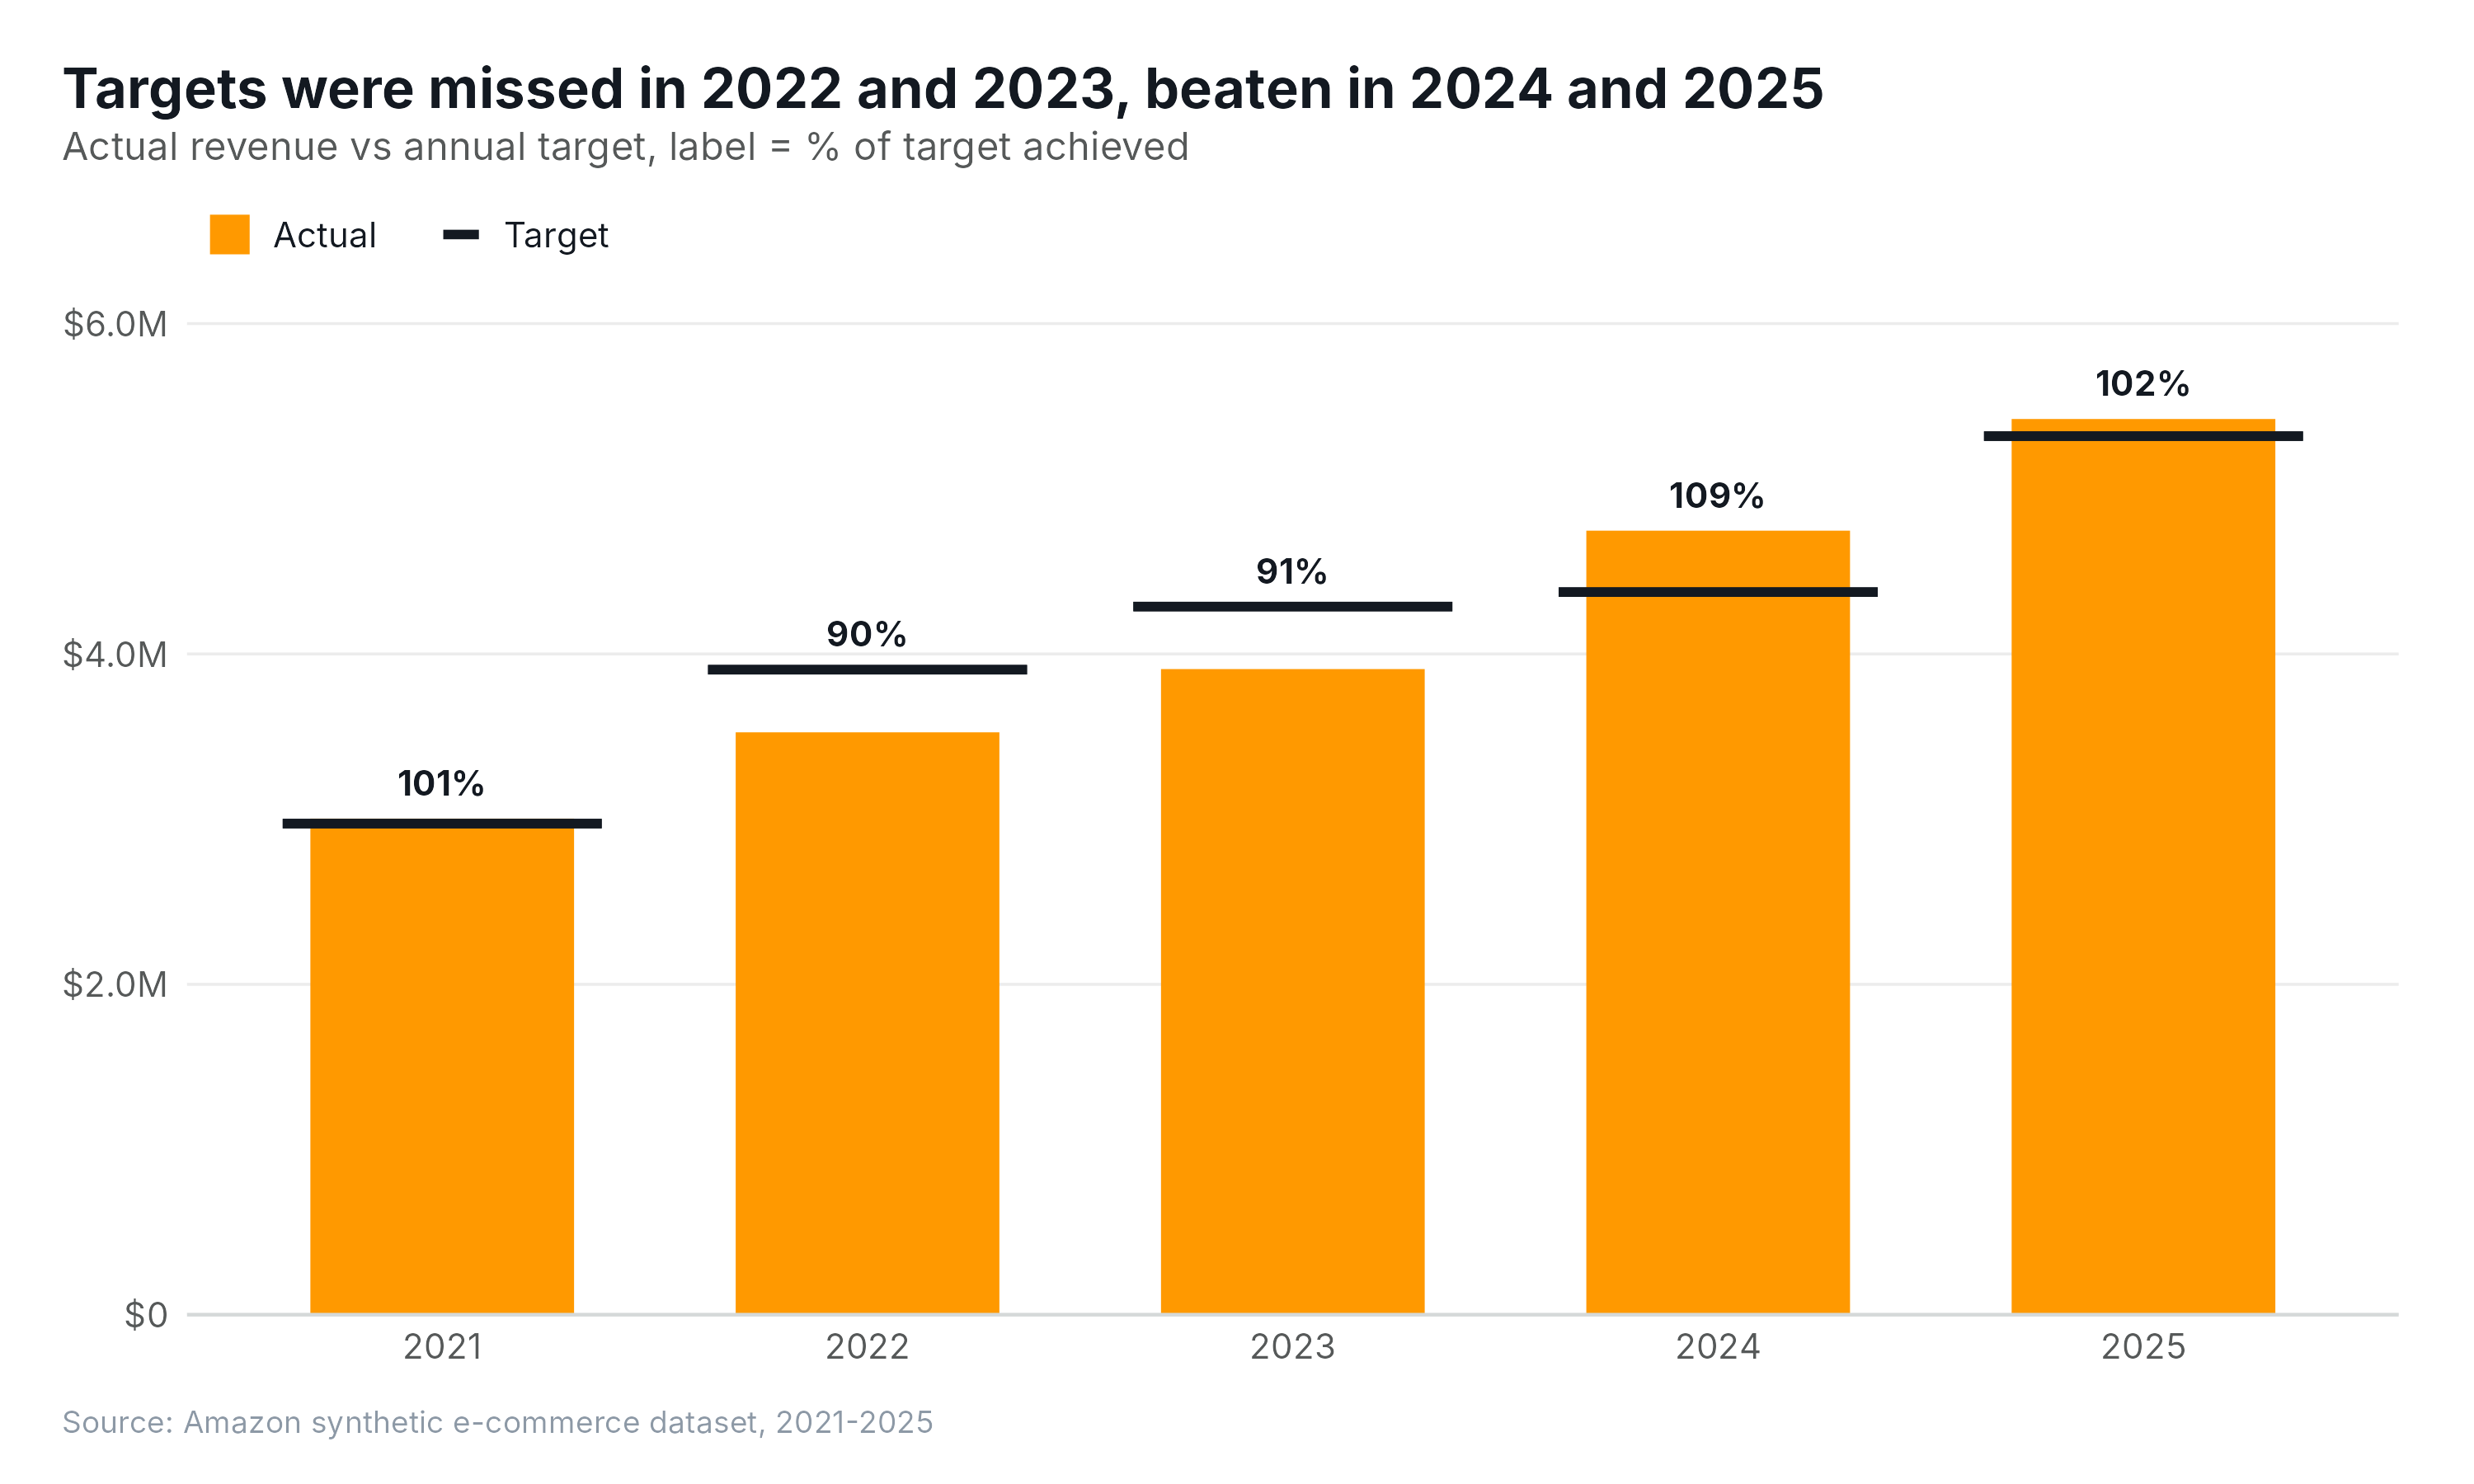 Targets were missed in 2022 and 2023, beaten in 2024 and 2025
Actual revenue vs annual target, label = % of target achieved
Actual
Target
$6.0M
$4.0M
$2.0M
$0
101%
90%
91%
109%
102%
2021
2022
2023
2024
2025
Source: Amazon synthetic e-commerce dataset, 2021-2025